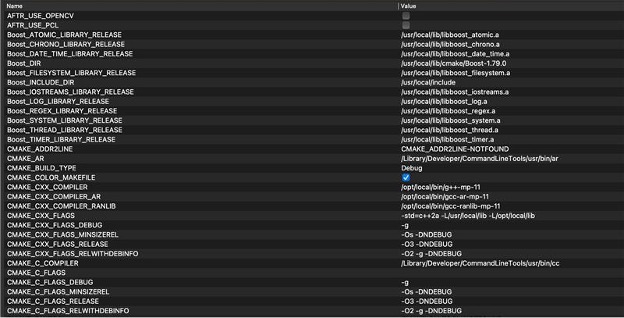 Name Value
AFTR_USE_OPENCV
AFTR_USE_PCL
Boost_ATOMIC_LIBRARY_RELEASE /usr/local/lib/libboost_atomic.a
Boost_CHRONO_LIBRARY_RELEASE /usr/local/lib/libboost_chrono.a
Boost_DATE_TIME_LIBRARY_RELEASE /usr/local/lib/libboost_date_time.a
Boost_DIR /usr/local/lib/cmake/Boost-1.79.0
Boost_FILESYSTEM_LIBRARY_RELEASE /usr/local/lib/libboost_filesystem.a
Boost_INCLUDE_DIR /usr/local/include
Boost_IOSTREAMS_LIBRARY_RELEASE /usr/local/lib/libboost_iostreams.a
Boost_LOG_LIBRARY_RELEASE /usr/local/lib/libboost_log.a
Boost_REGEX_LIBRARY_RELEASE /usr/local/lib/libboost_regex.a
Boost_SYSTEM_LIBRARY_RELEASE /usr/local/lib/libboost_system.a
Boost_THREAD_LIBRARY_RELEASE /usr/local/lib/libboost_thread.a
Boost_TIMER_LIBRARY_RELEASE /usr/local/lib/libboost_timer.a
CMAKE_ADDR2LINE CMAKE_ADDR2LINE-NOTFOUND
CMAKE_AR /Library/Developer/CommandLineTools/usr/bin/ar
CMAKE_BUILD_TYPE Debug
CMAKE_COLOR_MAKEFILE
CMAKE_CXX_COMPILER /opt/local/bin/g++-mp-11
CMAKE_CXX_COMPILER_AR /opt/local/bin/gcc-ar-mp-11
CMAKE_CXX_COMPILER_RANLIB /opt/local/bin/gcc-ranlib-mp-11
CMAKE_CXX_FLAGS -std=c++2a -L/usr/local/lib -L/opt/local/lib
CMAKE_CXX_FLAGS_DEBUG -g
CMAKE_CXX_FLAGS_MINSIZEREL -Os -DNDEBUG
CMAKE_CXX_FLAGS_RELEASE -O3 -DNDEBUG
CMAKE_CXX_FLAGS_RELWITHDEBINFO -O2 -g -DNDEBUG
CMAKE_C_COMPILER /Library/Developer/CommandLineTools/usr/bin/cc
CMAKE_C_FLAGS
CMAKE_C_FLAGS_DEBUG -g
CMAKE_C_FLAGS_MINSIZEREL -Os -DNDEBUG
CMAKE_C_FLAGS_RELEASE -O3 -DNDEBUG
CMAKE_C_FLAGS_RELWITHDEBINFO -O2 -g -DNDEBUG